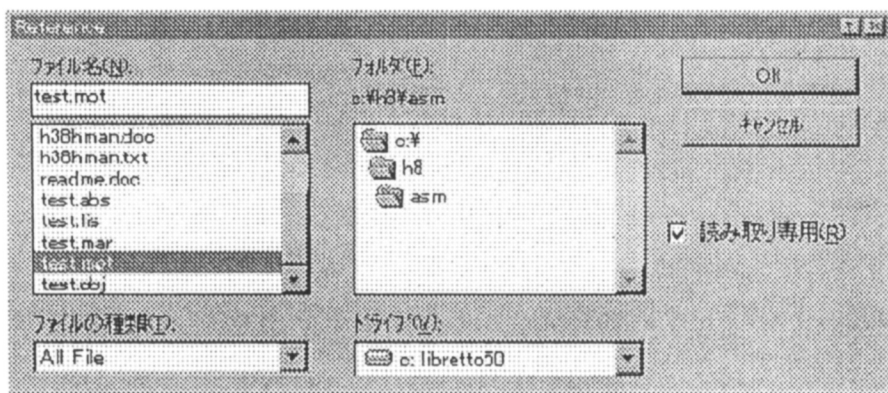 Reference
ファイル名(N):
test.mot
h38hman.doc
h38hman.txt
readme.doc
test.abs
test.lis
test.mar
test.mot
test.obj
ファイルの種類(T):
All File
フォルダ(F):
c:¥h8¥asm
c:¥
h8
asm
ドライブ(V):
c: libretto50
OK
キャンセル
読み取り専用(R)